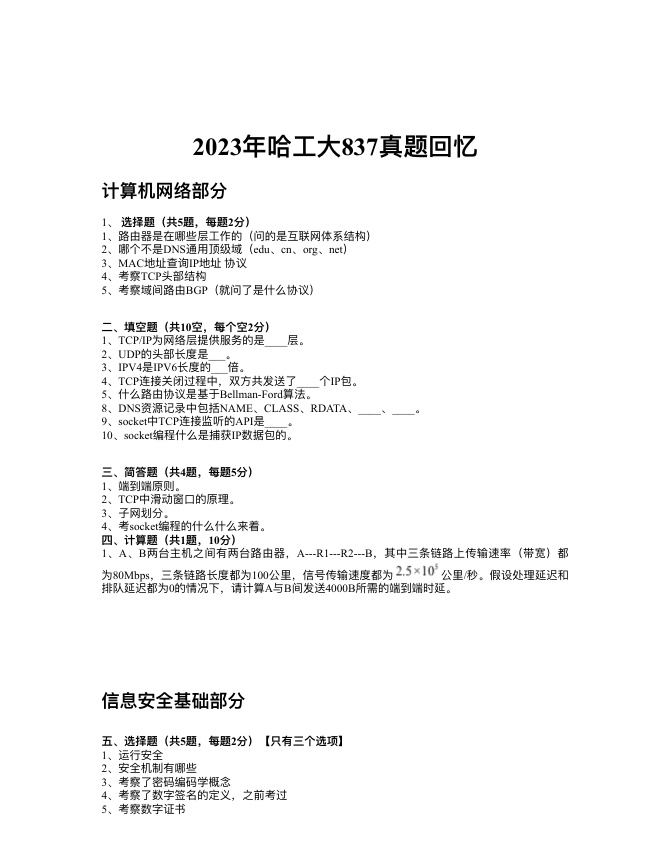 2023年哈工大837真题回忆
计算机网络部分
1、 选择题（共5题，每题2分）
1、路由器是在哪些层工作的（问的是互联网体系结构）
2、哪个不是DNS通用顶级域（edu、cn、org、net）
3、MAC地址查询IP地址 协议
4、考察TCP头部结构
5、考察域间路由BGP（就问了是什么协议）
二、填空题（共10空，每个空2分）
1、TCP/IP为网络层提供服务的是____层。
2、UDP的头部长度是___。
3、IPV4是IPV6长度的___倍。
4、TCP连接关闭过程中，双方共发送了____个IP包。
5、什么路由协议是基于Bellman-Ford算法。
8、DNS资源记录中包括NAME、CLASS、RDATA、____、____。
9、socket中TCP连接监听的API是____。
10、socket编程什么是捕获IP数据包的。
三、简答题（共4题，每题5分）
1、端到端原则。
2、TCP中滑动窗口的原理。
3、子网划分。
4、考socket编程的什么什么来着。
四、计算题（共1题，10分）
1、A、B两台主机之间有两台路由器，A---R1---R2---B，其中三条链路上传输速率（带宽）都
为80Mbps，三条链路长度都为100公里，信号传输速度都为 2.5×10⁵ 公里/秒。假设处理延迟和
排队延迟都为0的情况下，请计算A与B间发送4000B所需的端到端时延。
信息安全基础部分
五、选择题（共5题，每题2分）【只有三个选项】
1、运行安全
2、安全机制有哪些
3、考察了密码编码学概念
4、考察了数字签名的定义，之前考过
5、考察数字证书